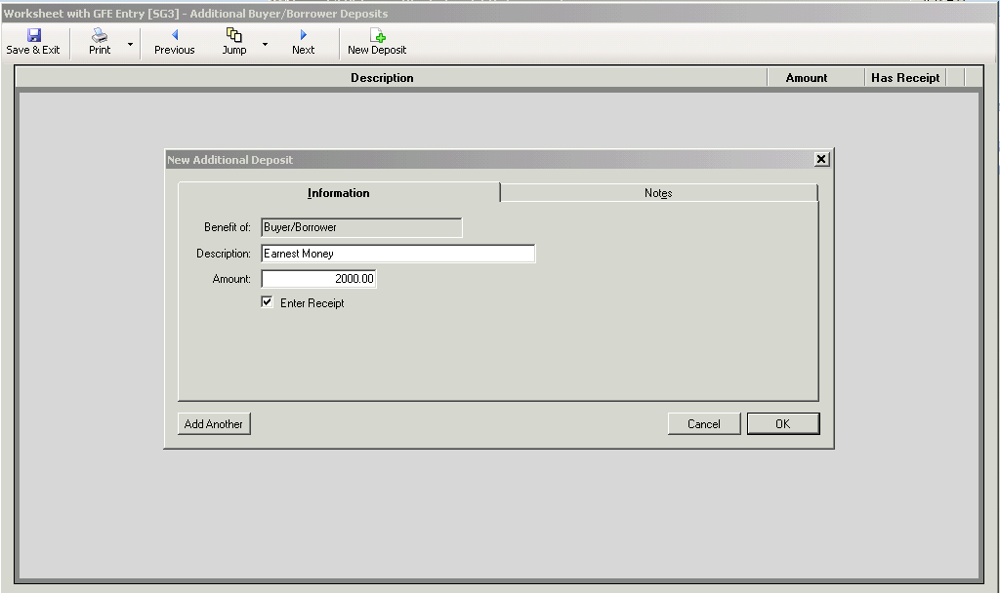 Worksheet with GFE Entry [SG3] - Additional Buyer/Borrower Deposits
Save & Exit Print Previous Jump Next New Deposit
Description Amount Has Receipt
New Additional Deposit
Information Notes
Benefit of: Buyer/Borrower
Description: Earnest Money
Amount: 2000.00
Enter Receipt
Add Another Cancel OK